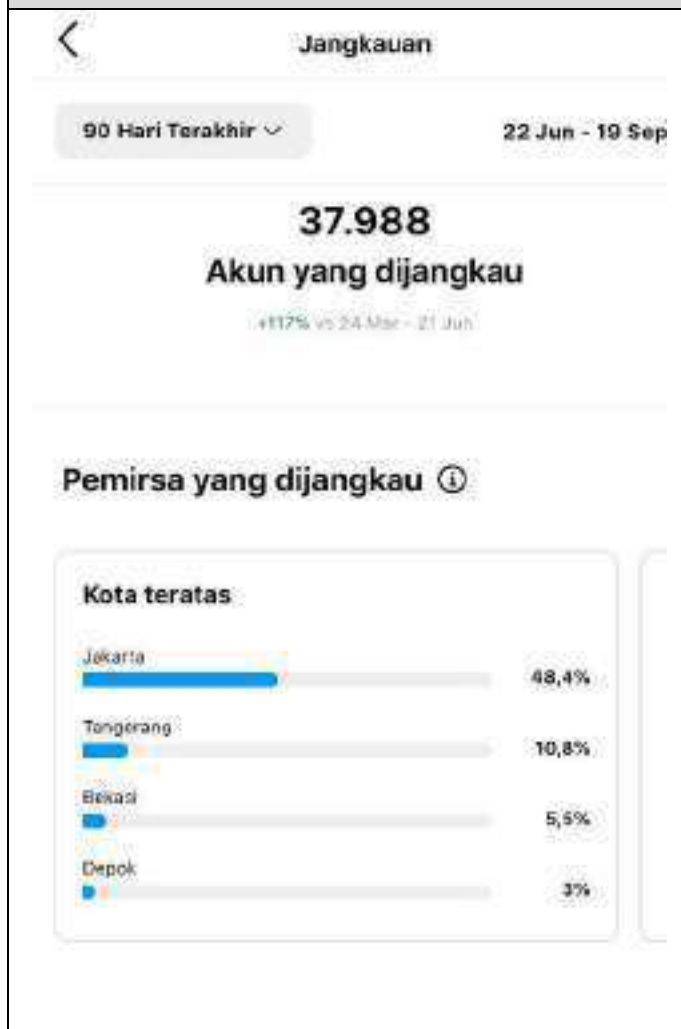 Jangkauan
90 Hari Terakhir
22 Jun - 19 Sep
37.988
Akun yang dijangkau
+117% vs 24 Mar - 21 Jun
Pemirsa yang dijangkau
Kota teratas
Jakarta
48,4%
Tangerang
10,8%
Bekasi
5,5%
Depok
3%